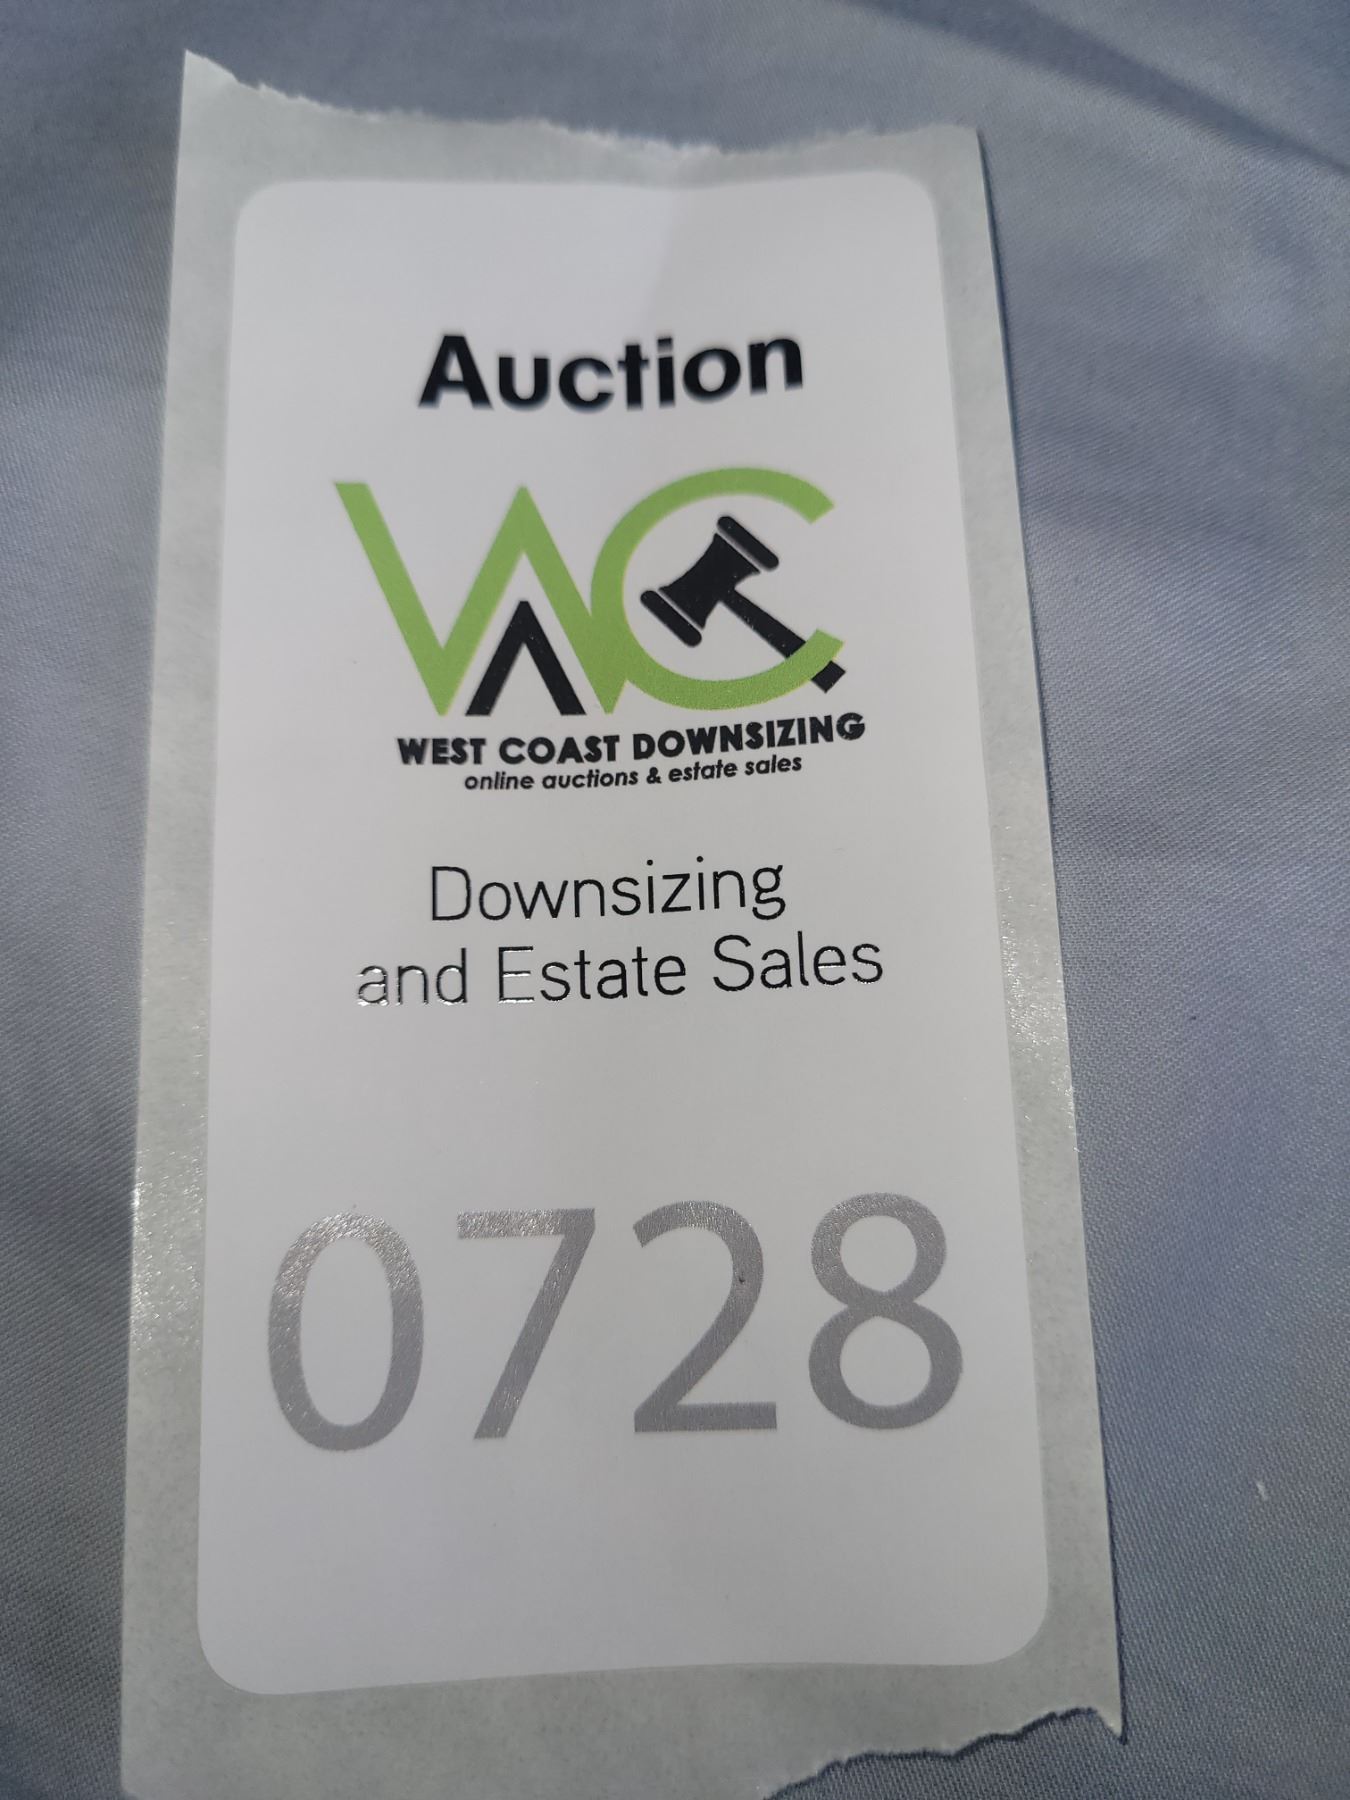 Auction
WC
WEST COAST DOWNSIZING
online auctions & estate sales
Downsizing
and Estate Sales
0728